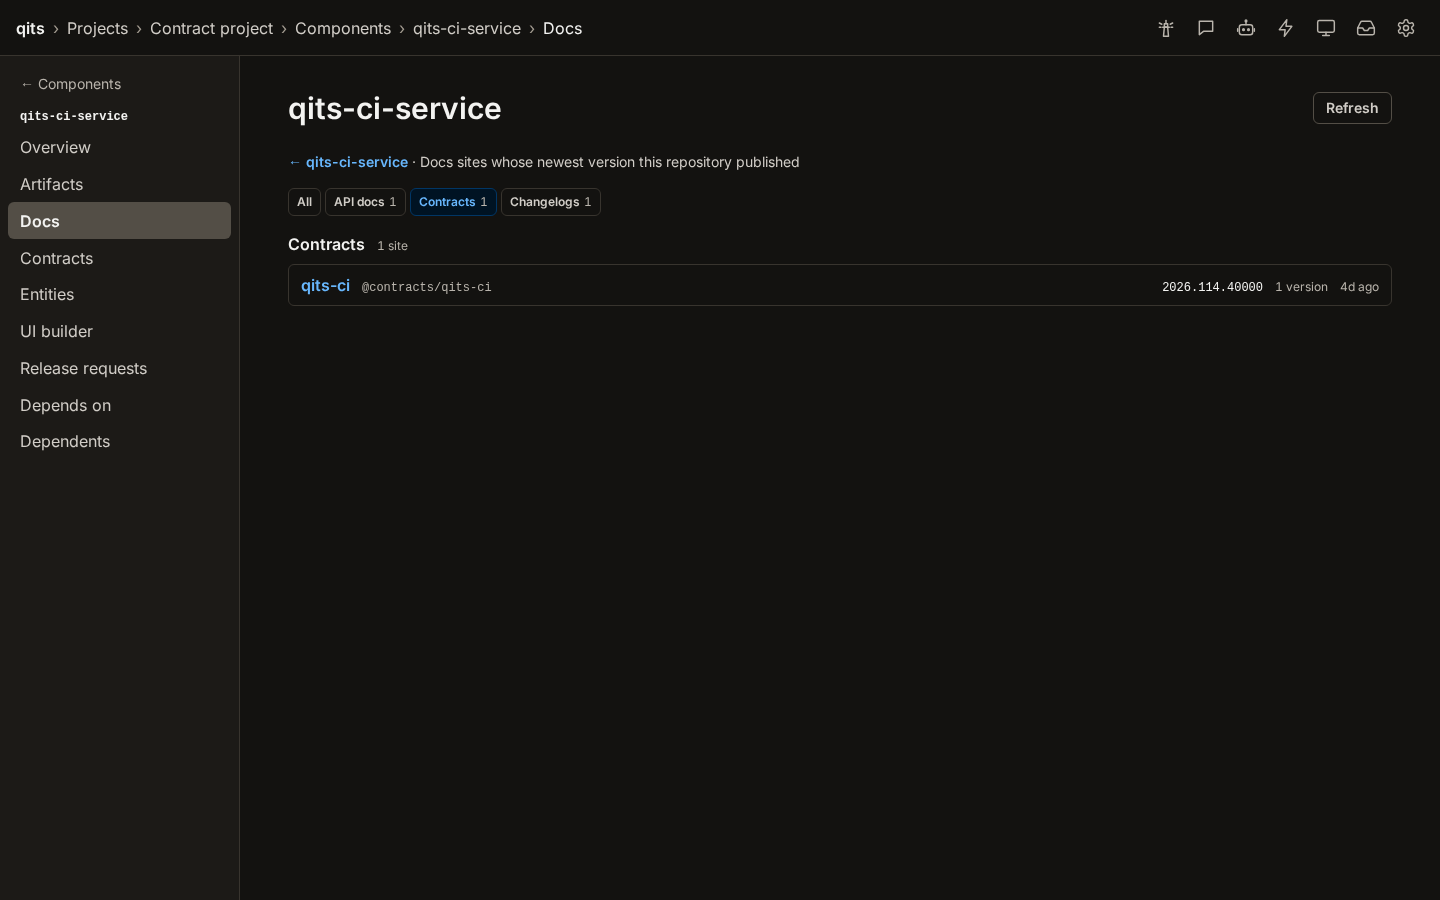 qits › Projects › Contract project › Components › qits-ci-service › Docs
← Components
qits-ci-service
Overview
Artifacts
Docs
Contracts
Entities
UI builder
Release requests
Depends on
Dependents
qits-ci-service
Refresh
← qits-ci-service · Docs sites whose newest version this repository published
All API docs 1 Contracts 1 Changelogs 1
Contracts 1 site
qits-ci @contracts/qits-ci 2026.114.40000 1 version 4d ago